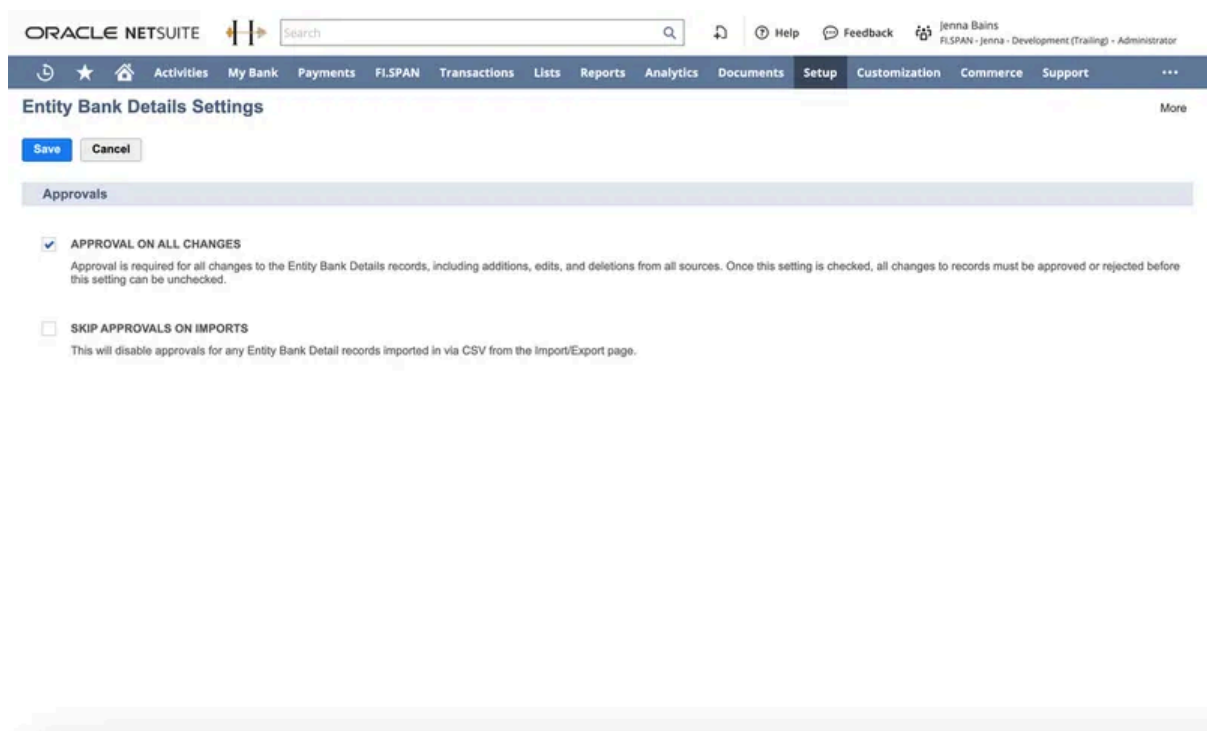 ORACLE NETSUITE
Search
Help
Feedback
Jenna Bains
FI.SPAN - Jenna - Development (Trailing) - Administrator
Activities My Bank Payments FI.SPAN Transactions Lists Reports Analytics Documents Setup Customization Commerce Support
Entity Bank Details Settings
More
Save Cancel
Approvals
APPROVAL ON ALL CHANGES
Approval is required for all changes to the Entity Bank Details records, including additions, edits, and deletions from all sources. Once this setting is checked, all changes to records must be approved or rejected before
this setting can be unchecked.
SKIP APPROVALS ON IMPORTS
This will disable approvals for any Entity Bank Detail records imported in via CSV from the Import/Export page.